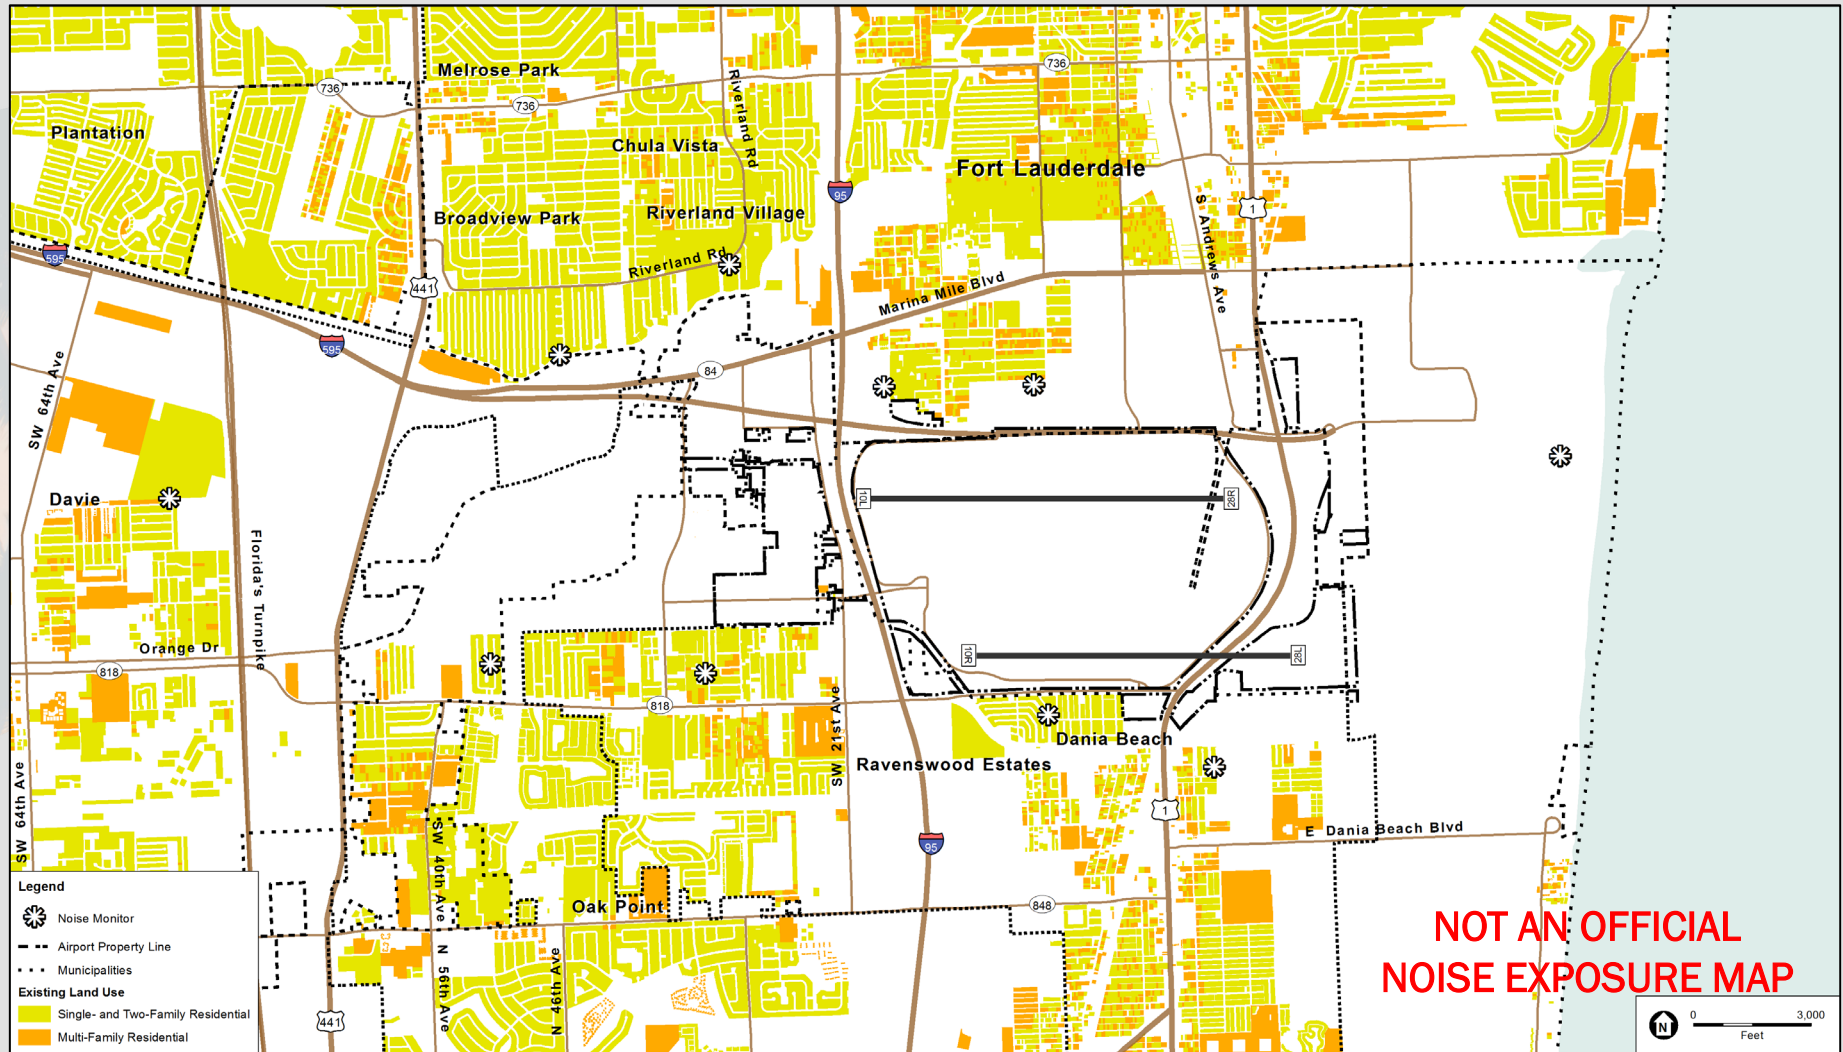 Melrose Park
736
736
736
Plantation
Riverland Rd
Chula Vista
Fort Lauderdale
95
Broadview Park
Riverland Village
S Andrews Ave
1
595
Riverland Rd
441
Marina Mile Blvd
595
84
SW 64th Ave
Davie
10L
28R
Florida's Turnpike
Orange Dr
818
10R
28L
818
SW 21st Ave
Dania Beach
Ravenswood Estates
SW 64th Ave
1
E Dania Beach Blvd
95
SW 40th Ave
Oak Point
848
N 56th Ave
N 46th Ave
441
Legend
Noise Monitor
Airport Property Line
Municipalities
Existing Land Use
Single- and Two-Family Residential
Multi-Family Residential
NOT AN OFFICIAL
NOISE EXPOSURE MAP
N
0 3,000
Feet